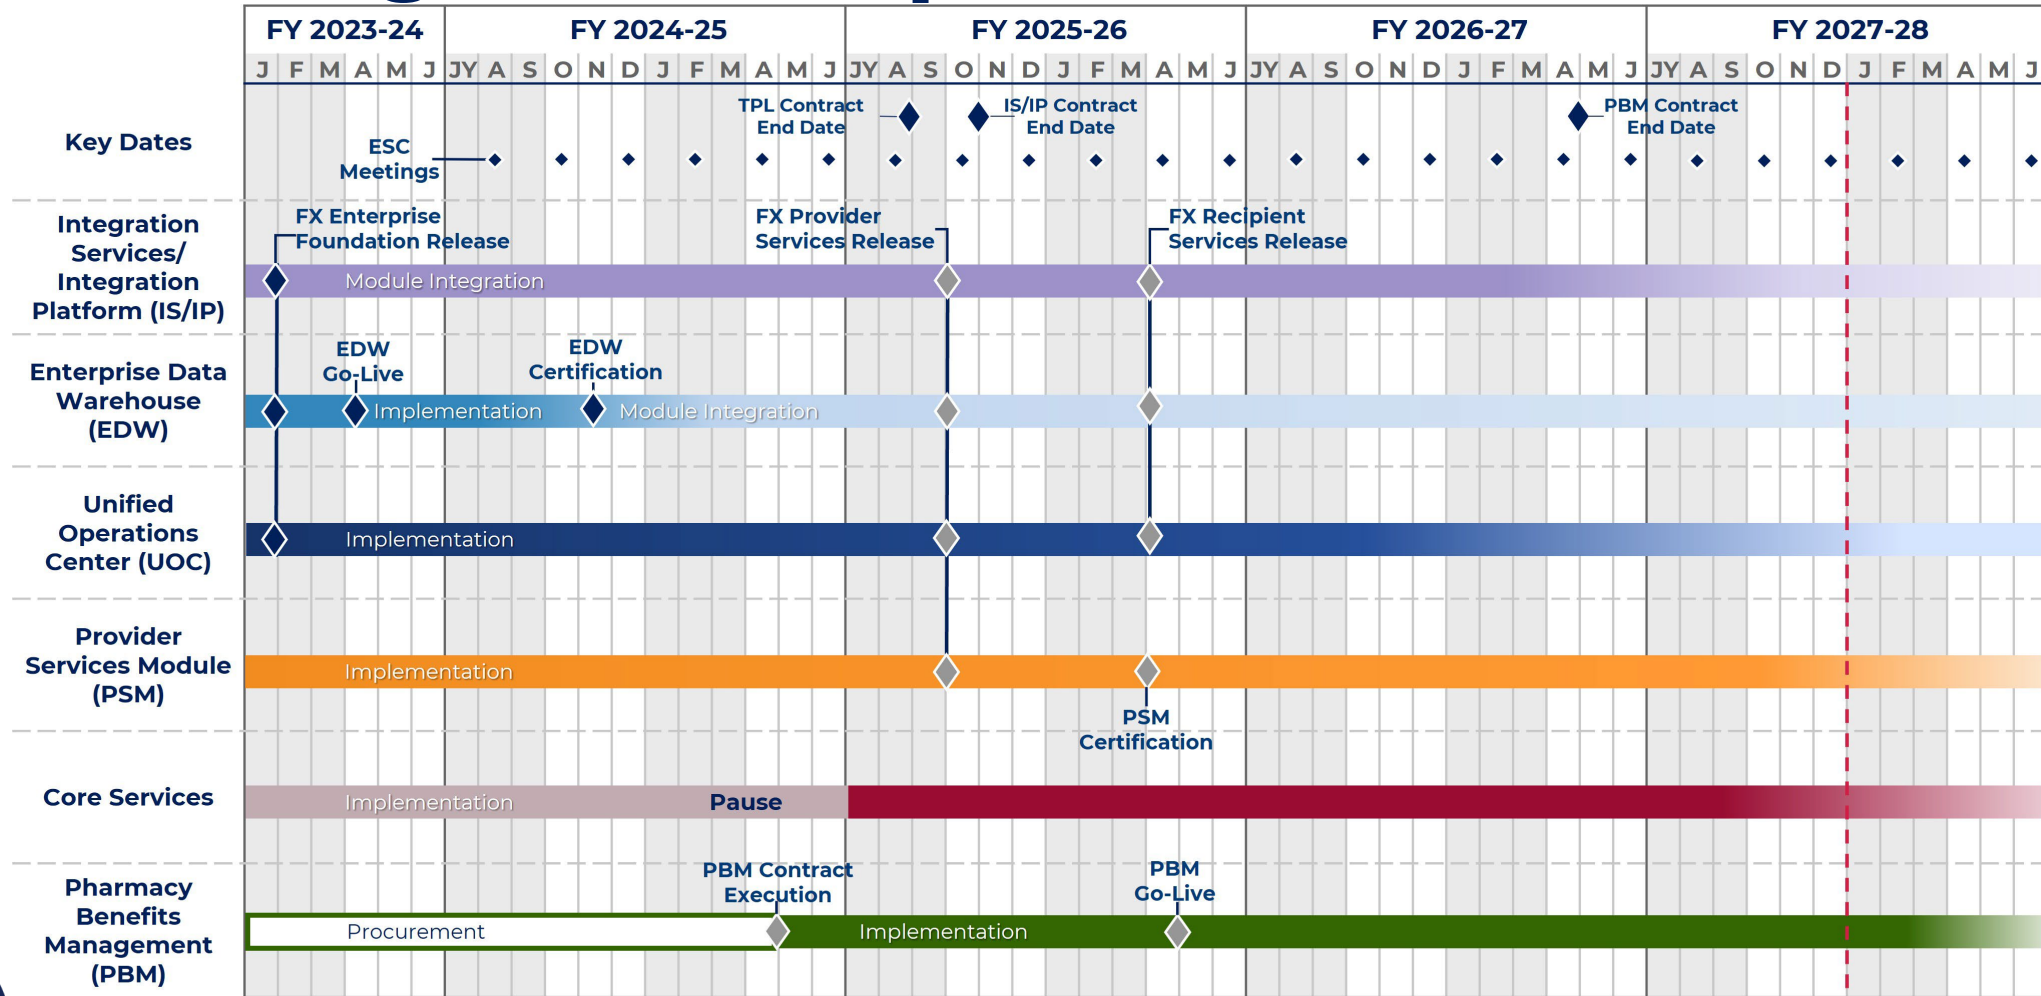 FY 2023-24 FY 2024-25 FY 2025-26 FY 2026-27 FY 2027-28
J F M A M J JY A S O N D J F M A M J JY A S O N D J F M A M J JY A S O N D J F M A M J JY A S O N D J F M A M J
Key Dates
ESC
Meetings
TPL Contract
End Date
IS/IP Contract
End Date
PBM Contract
End Date
Integration
Services/
Integration
Platform (IS/IP)
FX Enterprise
Foundation Release
FX Provider
Services Release
FX Recipient
Services Release
Module Integration
Enterprise Data
Warehouse
(EDW)
EDW
Go-Live
EDW
Certification
Implementation
Module Integration
Unified
Operations
Center (UOC)
Implementation
Provider
Services Module
(PSM)
Implementation
PSM
Certification
Core Services
Implementation
Pause
Pharmacy
Benefits
Management
(PBM)
PBM Contract
Execution
PBM
Go-Live
Procurement
Implementation